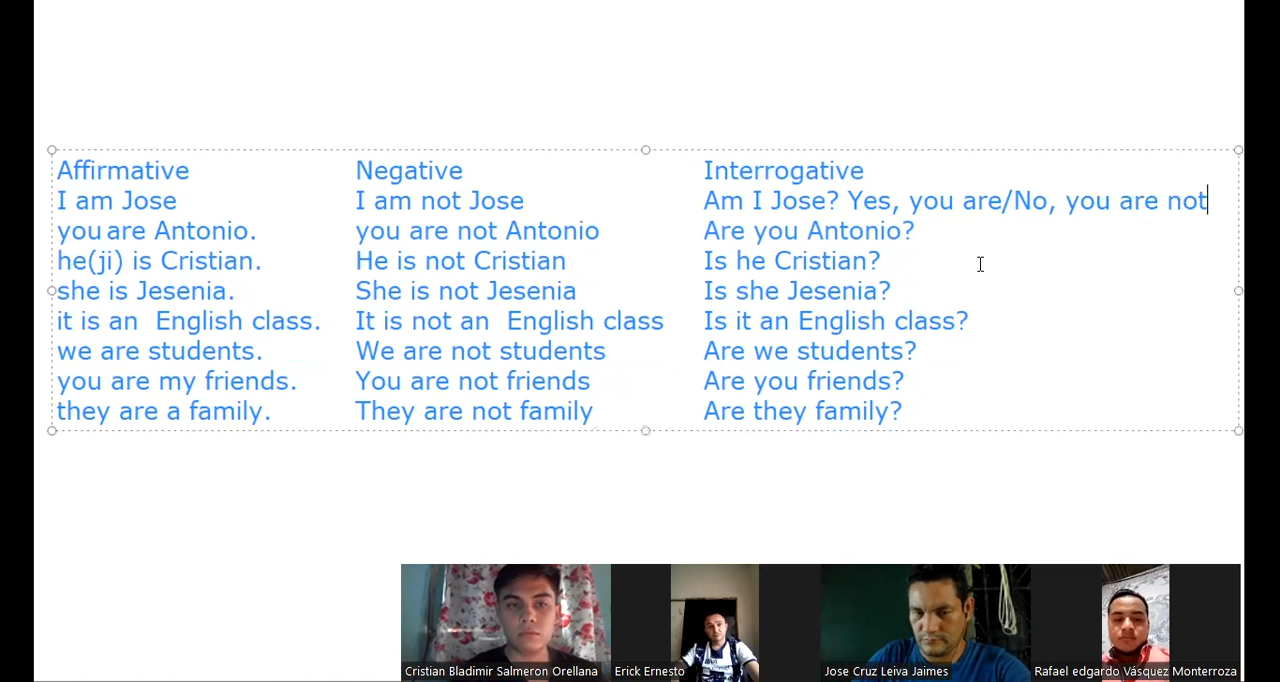 Affirmative Negative Interrogative
I am Jose I am not Jose Am I Jose? Yes, you are/No, you are not
you are Antonio. you are not Antonio Are you Antonio?
he(ji) is Cristian. He is not Cristian Is he Cristian?
she is Jesenia. She is not Jesenia Is she Jesenia?
it is an  English class. It is not an  English class Is it an English class?
we are students. We are not students Are we students?
you are my friends. You are not friends Are you friends?
they are a family. They are not family Are they family?
Cristian Bladimir Salmeron Orellana Erick Ernesto Jose Cruz Leiva Jaimes Rafael edgardo Vásquez Monterroza